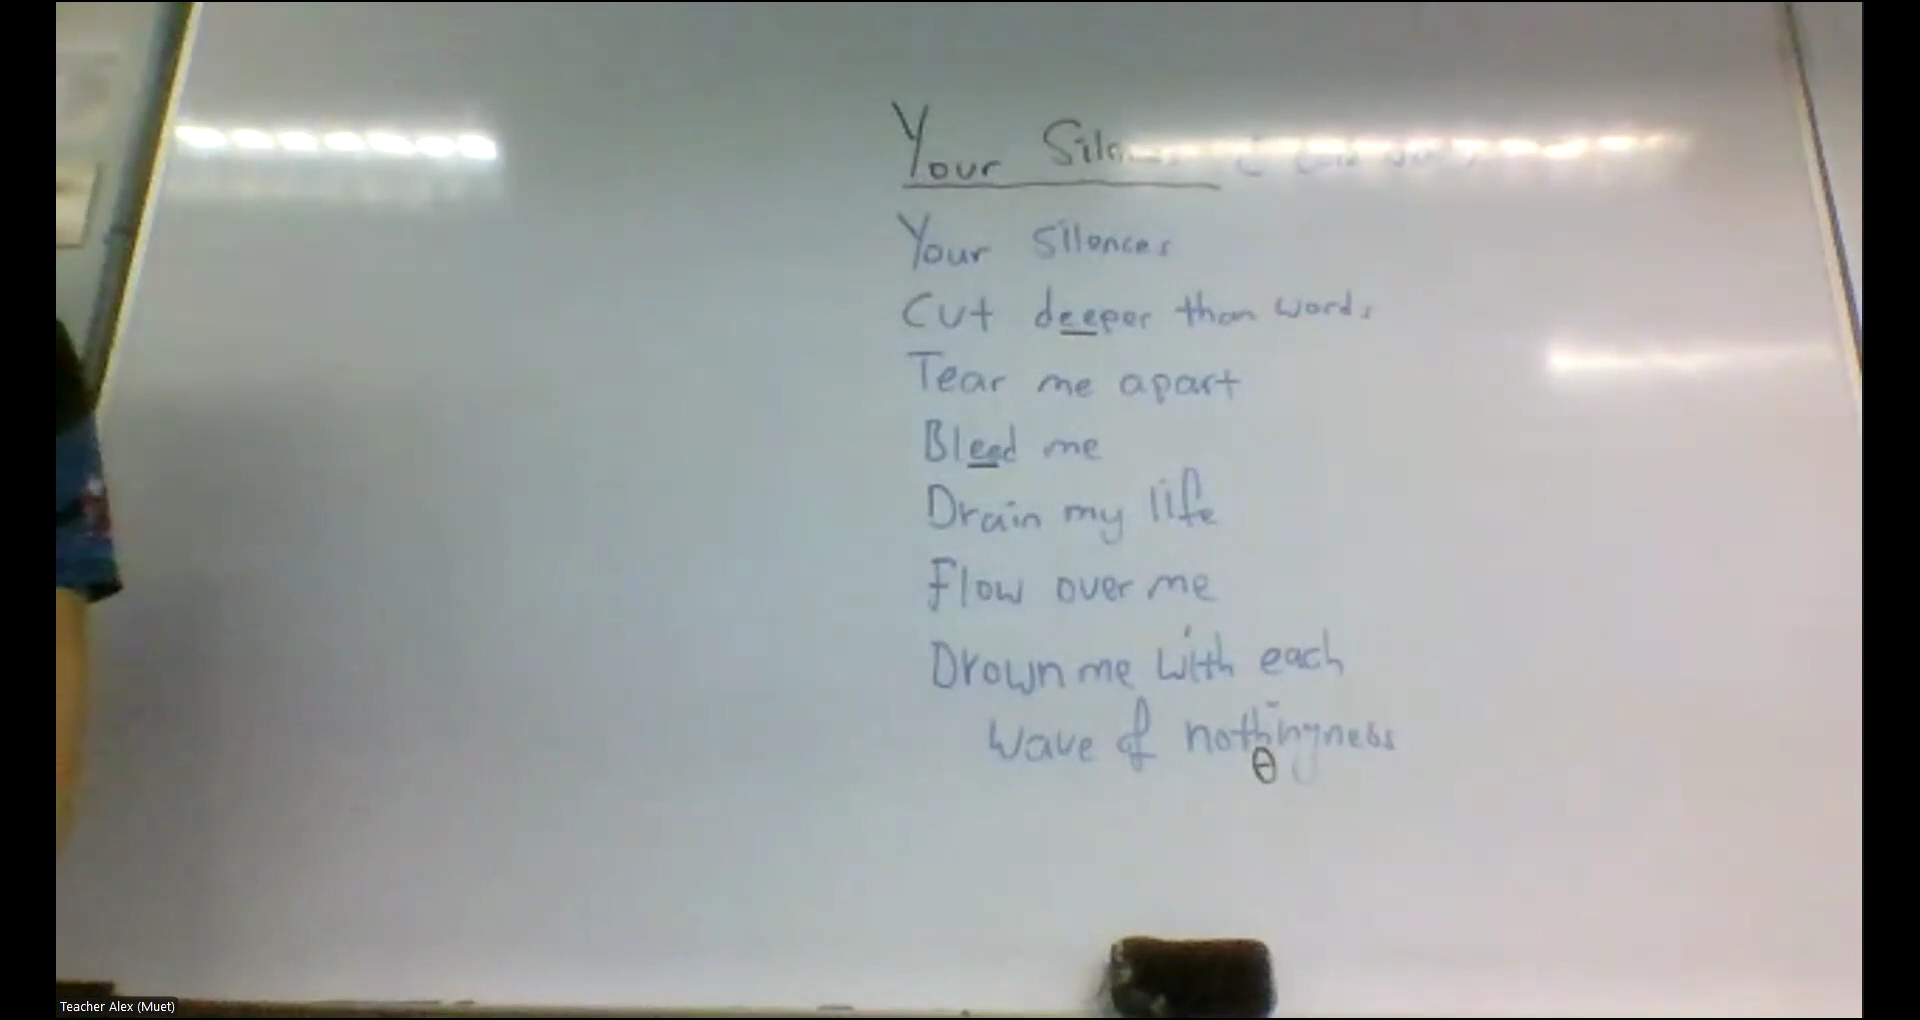 Your
Your Silences
Cut deeper than words
Tear me apart
Bleed me
Drain my life
Flow over me
Drown me with each
wave of nothingness
θ
Teacher Alex (Muet)